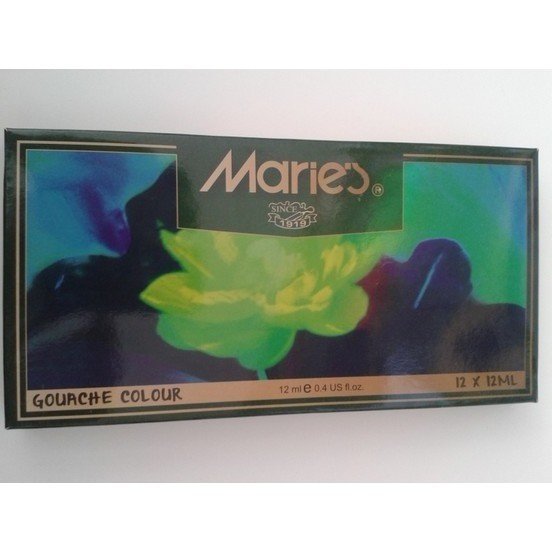 Marie's ®
SINCE
1919
12 ml e 0.4 US fl.oz.
GOUACHE COLOUR
12 X 12ML